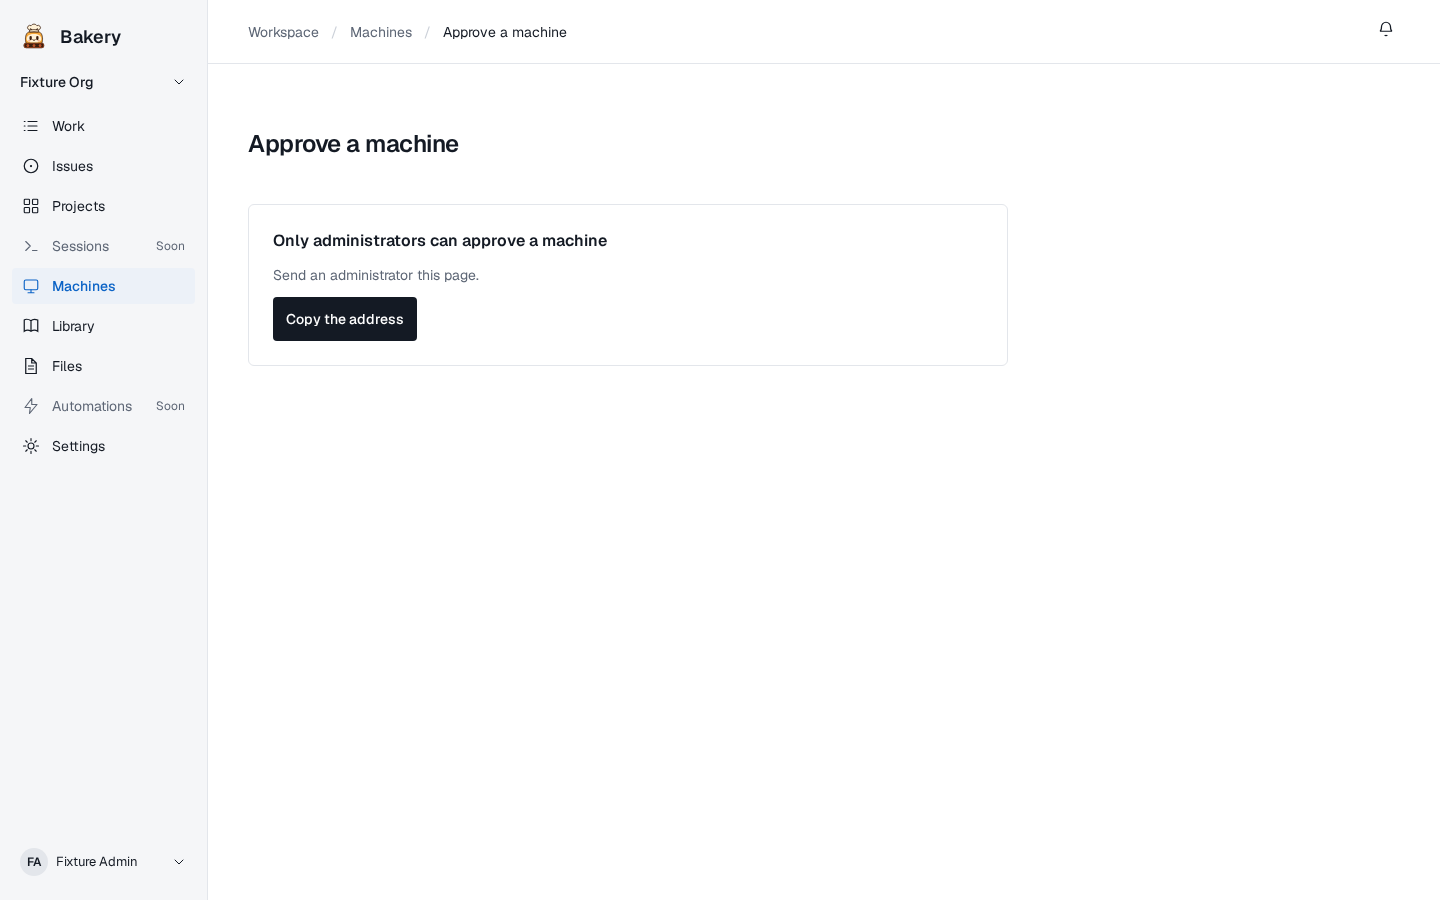 Bakery
Fixture Org
Work
Issues
Projects
Sessions Soon
Machines
Library
Files
Automations Soon
Settings
FA Fixture Admin
Workspace / Machines / Approve a machine
Approve a machine
Only administrators can approve a machine
Send an administrator this page.
Copy the address